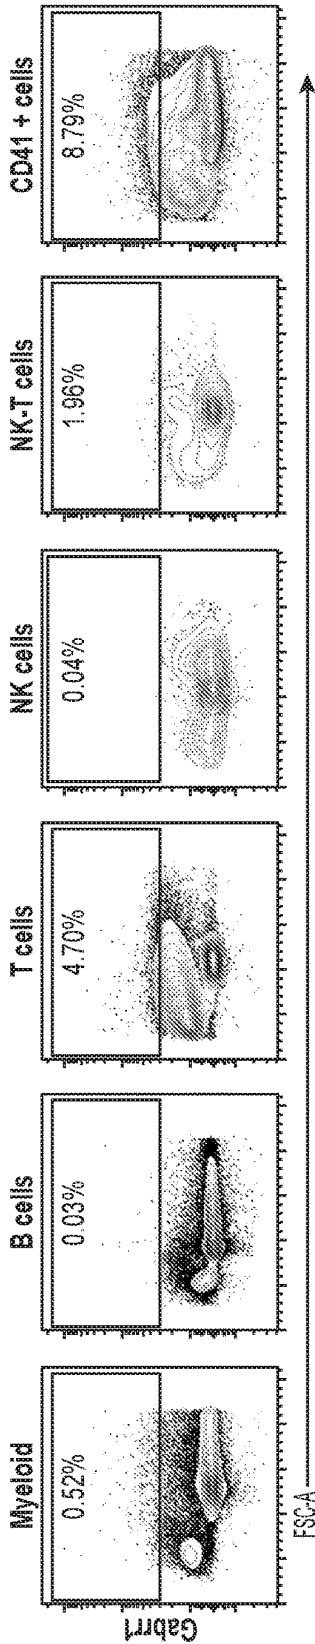 Myeloid
0.52%
B cells
0.03%
T cells
4.70%
NK cells
0.04%
NK-T cells
1.96%
CD41 + cells
8.79%
Gabrr1
FSC-A